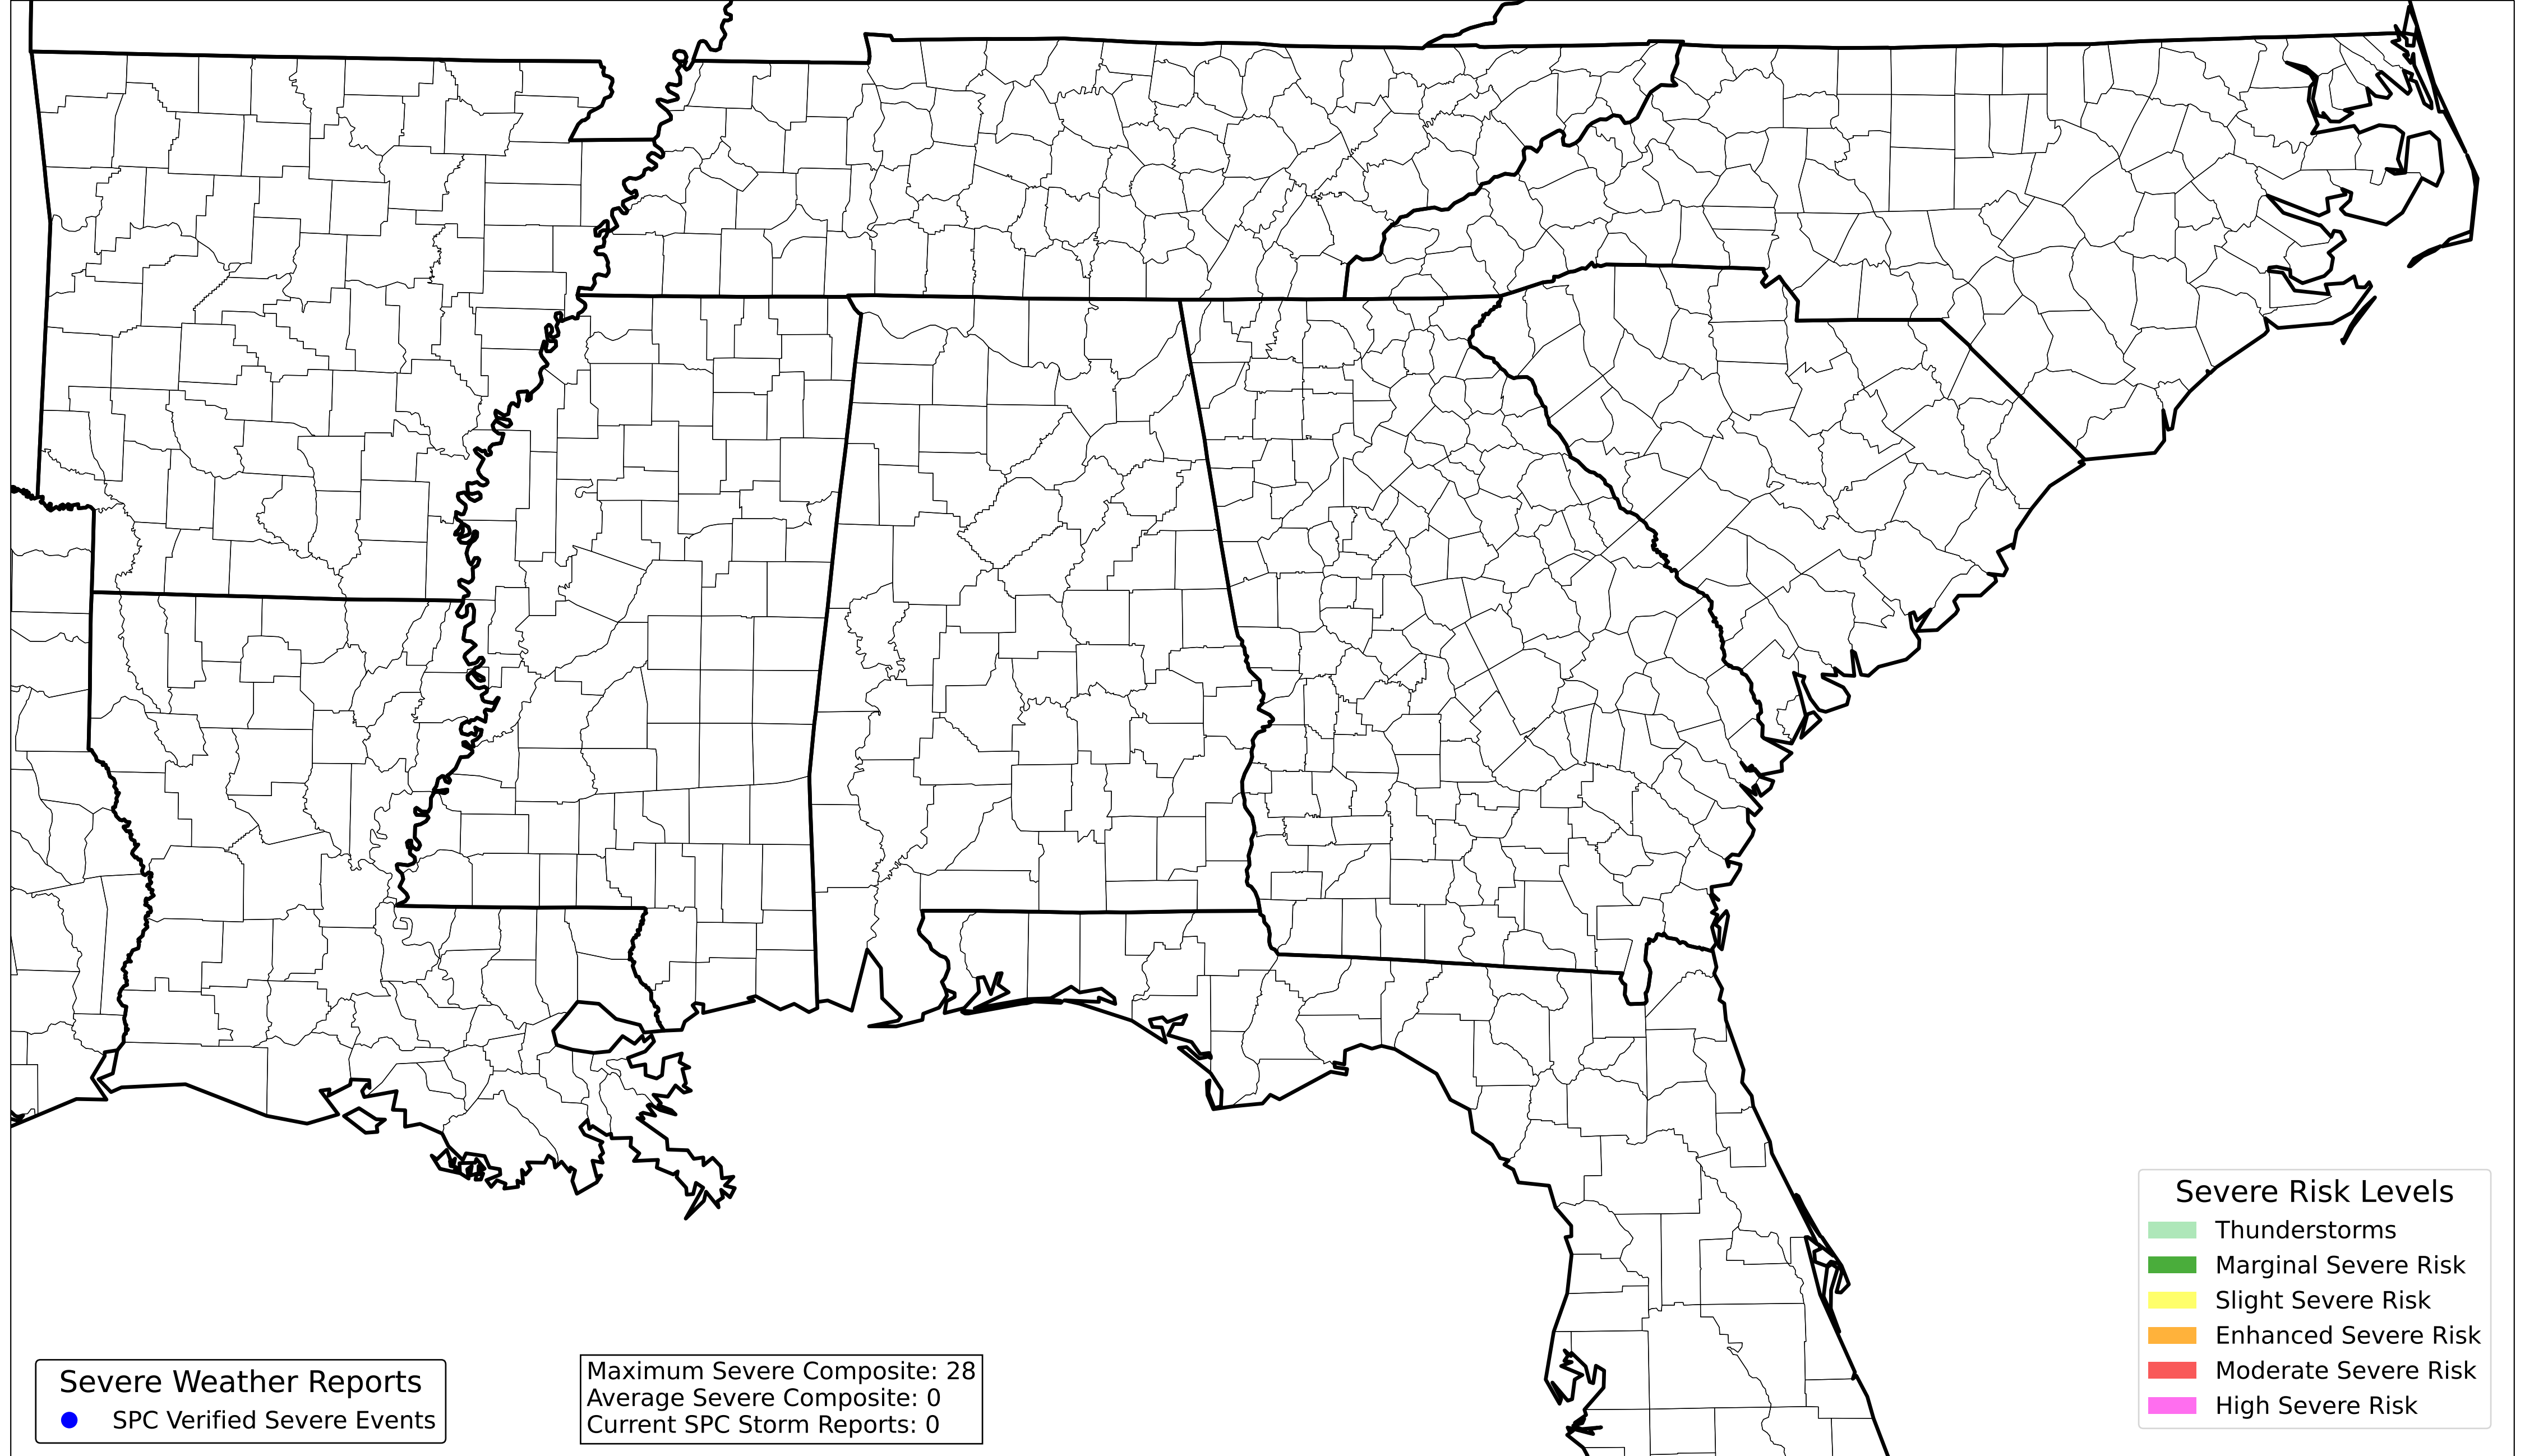 Severe Weather Reports
SPC Verified Severe Events
Maximum Severe Composite: 28
Average Severe Composite: 0
Current SPC Storm Reports: 0
Severe Risk Levels
Thunderstorms
Marginal Severe Risk
Slight Severe Risk
Enhanced Severe Risk
Moderate Severe Risk
High Severe Risk